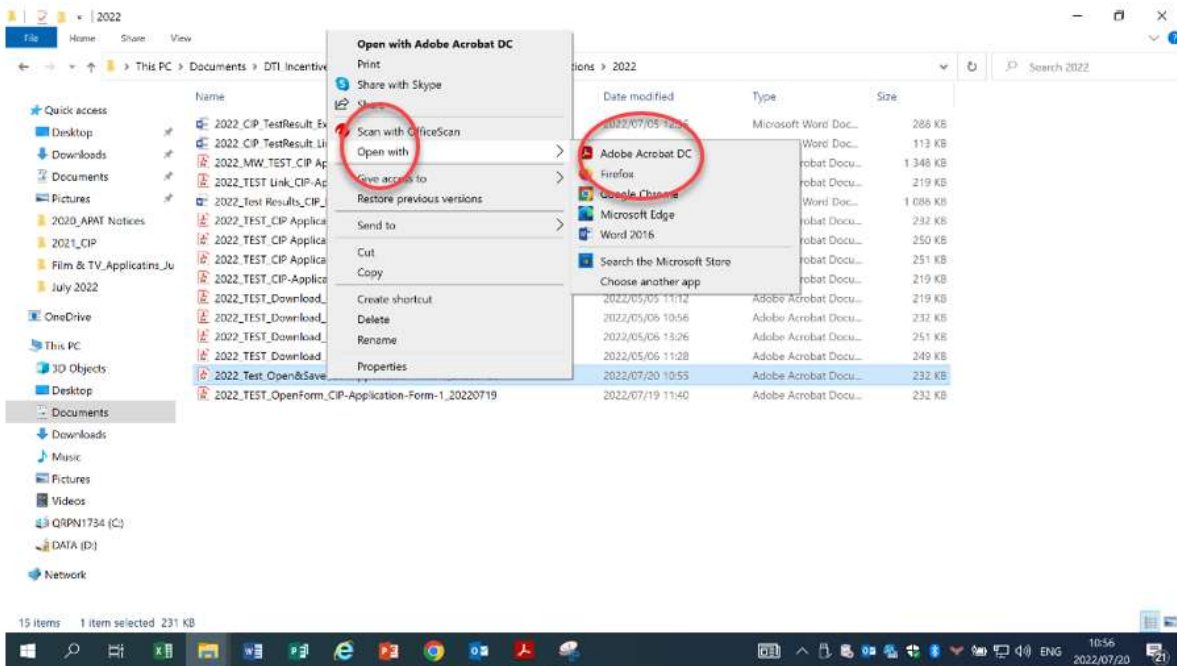 2022
File Home Share View
This PC > Documents > DTI_Incentive
ions > 2022
Search 2022
Quick access
Desktop
Downloads
Documents
Pictures
2020_APAT Notices
2021_CIP
Film & TV_Applicatins_Ju
July 2022
OneDrive
This PC
3D Objects
Desktop
Documents
Downloads
Music
Pictures
Videos
QRPN1734 (C:)
DATA (D:)
Network
Name Date modified Type Size
2022_CIP_TestResult_Ex 2022/07/05 Microsoft Word Doc... 286 KB
2022_CIP_TestResult_Li Word Doc... 113 KB
2022_MW_TEST_CIP Ap robat Docu... 1 348 KB
2022_TEST Link_CIP-Ap robat Docu... 219 KB
2022_Test Results_CIP_ Word Doc... 1 086 KB
2022_TEST_CIP Applica robat Docu... 232 KB
2022_TEST_CIP Applica robat Docu... 250 KB
2022_TEST_CIP Applica robat Docu... 251 KB
2022_TEST_CIP-Applica robat Docu... 219 KB
2022_TEST_Download_ 2022/05/05 11:12 Adobe Acrobat Docu... 219 KB
2022_TEST_Download_ 2022/05/06 10:56 Adobe Acrobat Docu... 232 KB
2022_TEST_Download_ 2022/05/06 13:26 Adobe Acrobat Docu... 251 KB
2022_TEST_Download_ 2022/05/06 11:28 Adobe Acrobat Docu... 249 KB
2022_Test_Open&Save_ 2022/07/20 10:55 Adobe Acrobat Docu... 232 KB
2022_TEST_OpenForm_CIP-Application-Form-1_20220719 2022/07/19 11:40 Adobe Acrobat Docu... 232 KB
Open with Adobe Acrobat DC
Print
Share with Skype
Share
Scan with OfficeScan
Open with
Give access to
Restore previous versions
Send to
Cut
Copy
Create shortcut
Delete
Rename
Properties
Adobe Acrobat DC
Firefox
Google Chrome
Microsoft Edge
Word 2016
Search the Microsoft Store
Choose another app
15 items 1 item selected 231 KB
ENG
10:56
2022/07/20
21